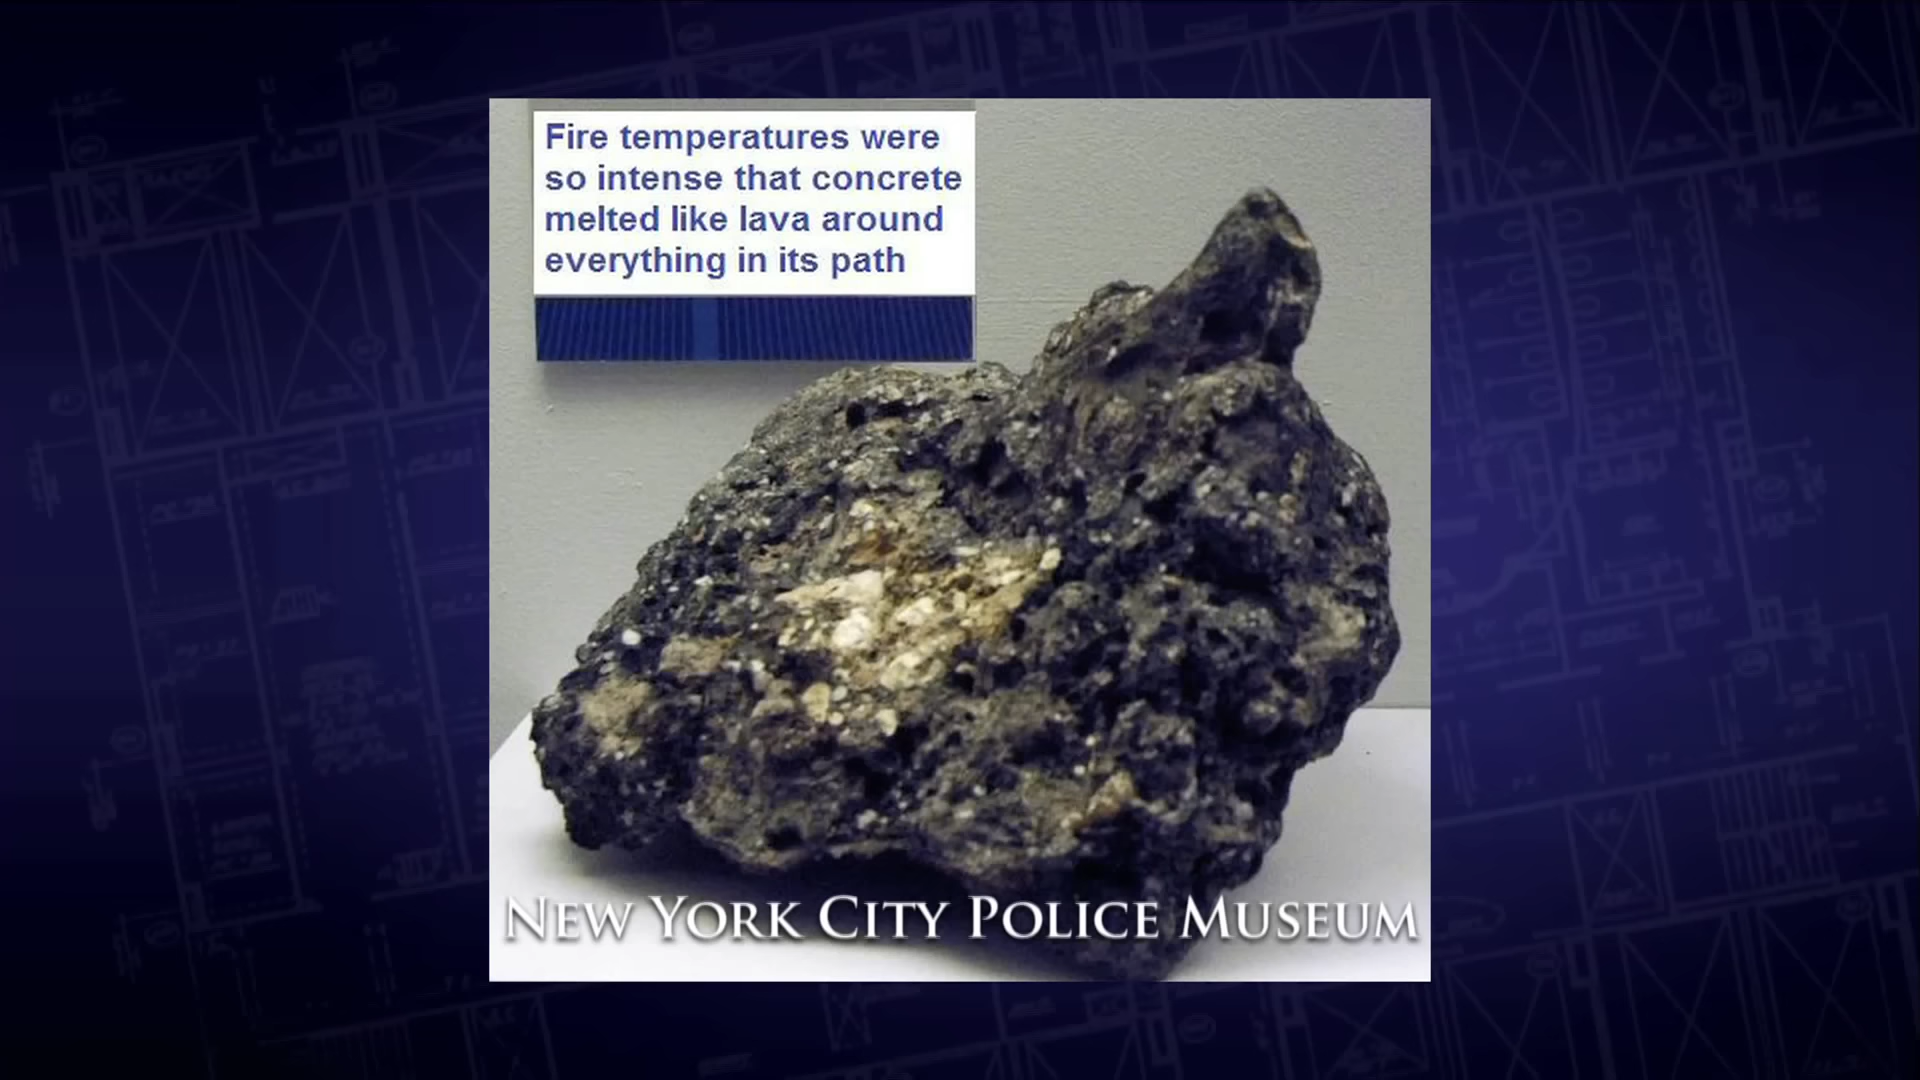 Fire temperatures were
so intense that concrete
melted like lava around
everything in its path
New York City Police Museum